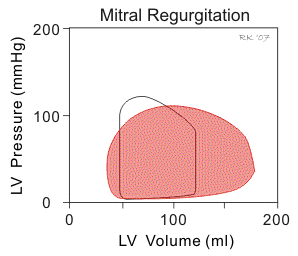 Mitral Regurgitation
RK '07
200
100
0
LV Pressure (mmHg)
0
100
200
LV Volume (ml)